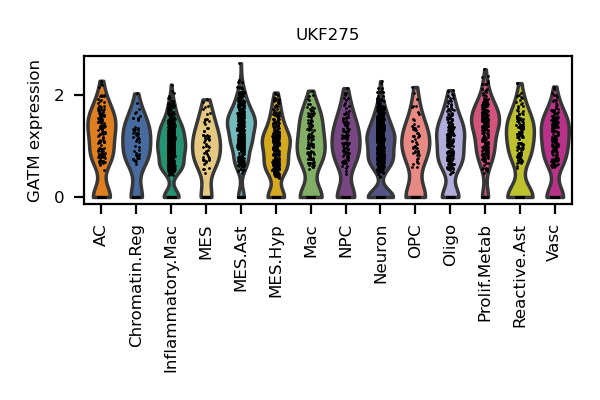 UKF275
GATM expression
2
0
AC
Chromatin.Reg
Inflammatory.Mac
MES
MES.Ast
MES.Hyp
Mac
NPC
Neuron
OPC
Oligo
Prolif.Metab
Reactive.Ast
Vasc